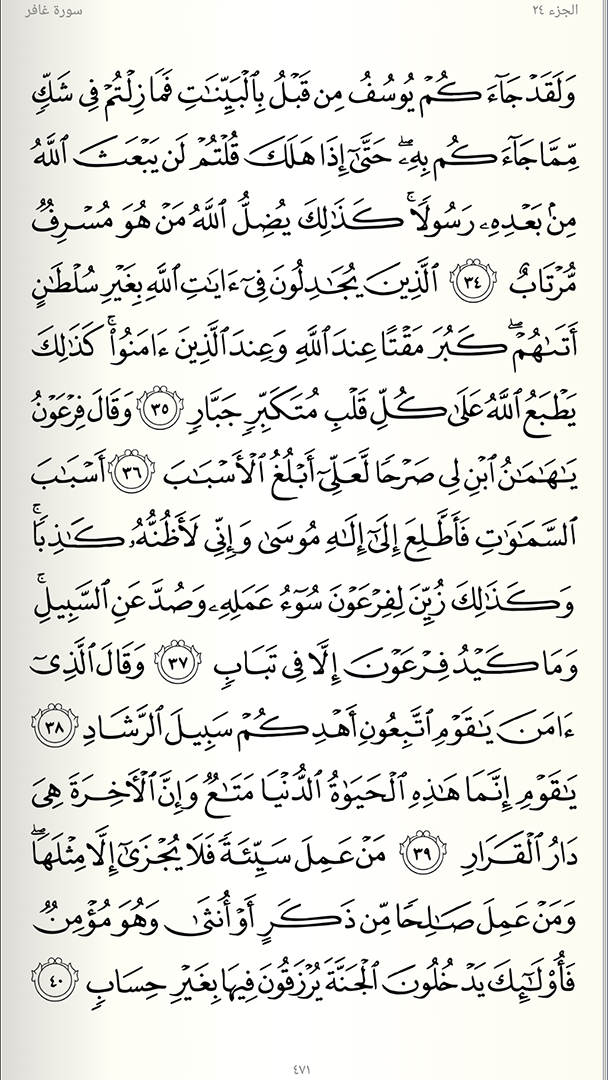 الجزء ٢٤
سورة غافر
وَلَقَدۡ جَآءَكُمۡ يُوسُفُ مِن قَبۡلُ بِٱلۡبَيِّنَٰتِ فَمَا زِلۡتُمۡ فِي شَكّٖ
مِّمَّا جَآءَكُم بِهِۦۖ حَتَّىٰٓ إِذَا هَلَكَ قُلۡتُمۡ لَن يَبۡعَثَ ٱللَّهُ
مِنۢ بَعۡدِهِۦ رَسُولٗاۚ كَذَٰلِكَ يُضِلُّ ٱللَّهُ مَنۡ هُوَ مُسۡرِفٞ
مُّرۡتَابٌ ٣٤ ٱلَّذِينَ يُجَٰدِلُونَ فِيٓ ءَايَٰتِ ٱللَّهِ بِغَيۡرِ سُلۡطَٰنٍ
أَتَىٰهُمۡۖ كَبُرَ مَقۡتًا عِندَ ٱللَّهِ وَعِندَ ٱلَّذِينَ ءَامَنُواْۚ كَذَٰلِكَ
يَطۡبَعُ ٱللَّهُ عَلَىٰ كُلِّ قَلۡبِ مُتَكَبِّرٖ جَبَّارٖ ٣٥ وَقَالَ فِرۡعَوۡنُ
يَٰهَٰمَٰنُ ٱبۡنِ لِي صَرۡحٗا لَّعَلِّيٓ أَبۡلُغُ ٱلۡأَسۡبَٰبَ ٣٦ أَسۡبَٰبَ
ٱلسَّمَٰوَٰتِ فَأَطَّلِعَ إِلَىٰٓ إِلَٰهِ مُوسَىٰ وَإِنِّي لَأَظُنُّهُۥ كَٰذِبٗاۚ
وَكَذَٰلِكَ زُيِّنَ لِفِرۡعَوۡنَ سُوٓءُ عَمَلِهِۦ وَصُدَّ عَنِ ٱلسَّبِيلِۚ
وَمَا كَيۡدُ فِرۡعَوۡنَ إِلَّا فِي تَبَابٖ ٣٧ وَقَالَ ٱلَّذِيٓ
ءَامَنَ يَٰقَوۡمِ ٱتَّبِعُونِ أَهۡدِكُمۡ سَبِيلَ ٱلرَّشَادِ ٣٨
يَٰقَوۡمِ إِنَّمَا هَٰذِهِ ٱلۡحَيَوٰةُ ٱلدُّنۡيَا مَتَٰعٞ وَإِنَّ ٱلۡأٓخِرَةَ هِيَ
دَارُ ٱلۡقَرَارِ ٣٩ مَنۡ عَمِلَ سَيِّئَةٗ فَلَا يُجۡزَىٰٓ إِلَّا مِثۡلَهَاۖ
وَمَنۡ عَمِلَ صَٰلِحٗا مِّن ذَكَرٍ أَوۡ أُنثَىٰ وَهُوَ مُؤۡمِنٞ
فَأُوْلَٰٓئِكَ يَدۡخُلُونَ ٱلۡجَنَّةَ يُرۡزَقُونَ فِيهَا بِغَيۡرِ حِسَابٖ ٤٠
٤٧١